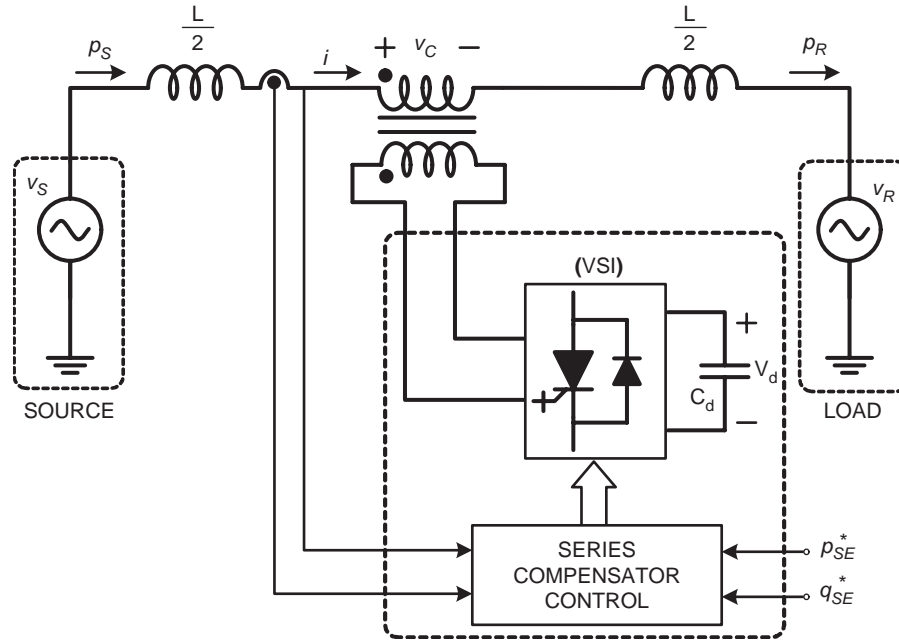 L/2
v_C
L/2
p_S
i
+
−
p_R
v_S
v_R
(VSI)
+
V_d
C_d
−
SOURCE
LOAD
SERIES
COMPENSATOR
CONTROL
p*_SE
q*_SE